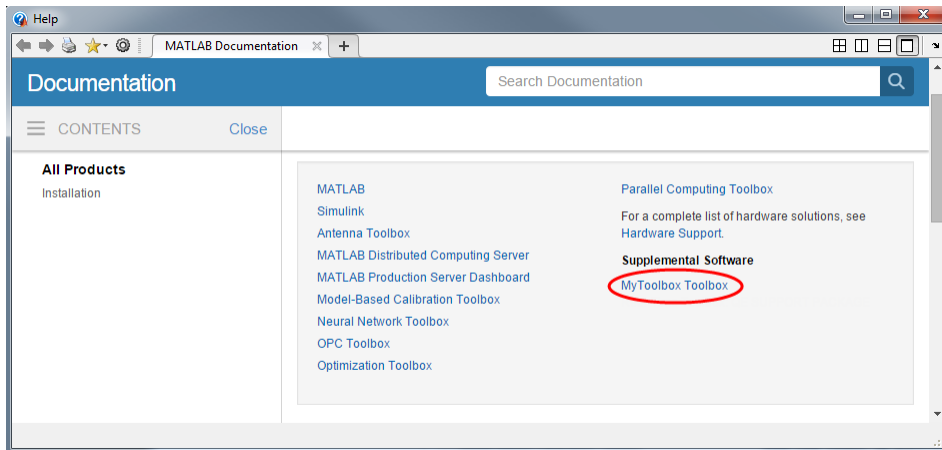 Help
MATLAB Documentation
Documentation
Search Documentation
CONTENTS
Close
All Products
Installation
MATLAB
Simulink
Antenna Toolbox
MATLAB Distributed Computing Server
MATLAB Production Server Dashboard
Model-Based Calibration Toolbox
Neural Network Toolbox
OPC Toolbox
Optimization Toolbox
Parallel Computing Toolbox
For a complete list of hardware solutions, see
Hardware Support.
Supplemental Software
MyToolbox Toolbox